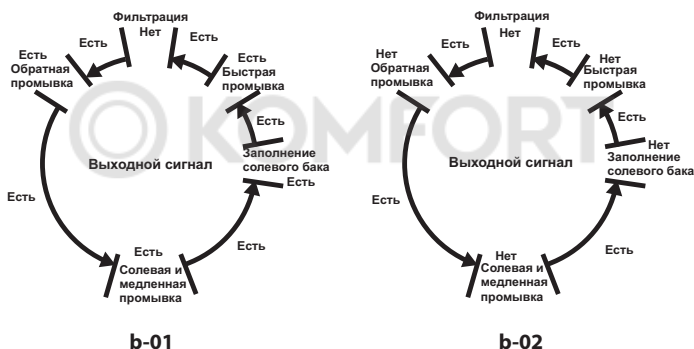 Фильтрация
Нет
Есть
Есть
Есть
Обратная
промывка
Есть
Быстрая
промывка
Есть
Выходной сигнал
Заполнение
солевого бака
Есть
Есть
Есть
Есть
Солевая и
медленная
промывка
b-01
Фильтрация
Нет
Есть
Есть
Нет
Обратная
промывка
Нет
Быстрая
промывка
Есть
Выходной сигнал
Нет
Заполнение
солевого бака
Есть
Есть
Нет
Солевая и
медленная
промывка
b-02
KOMFORT